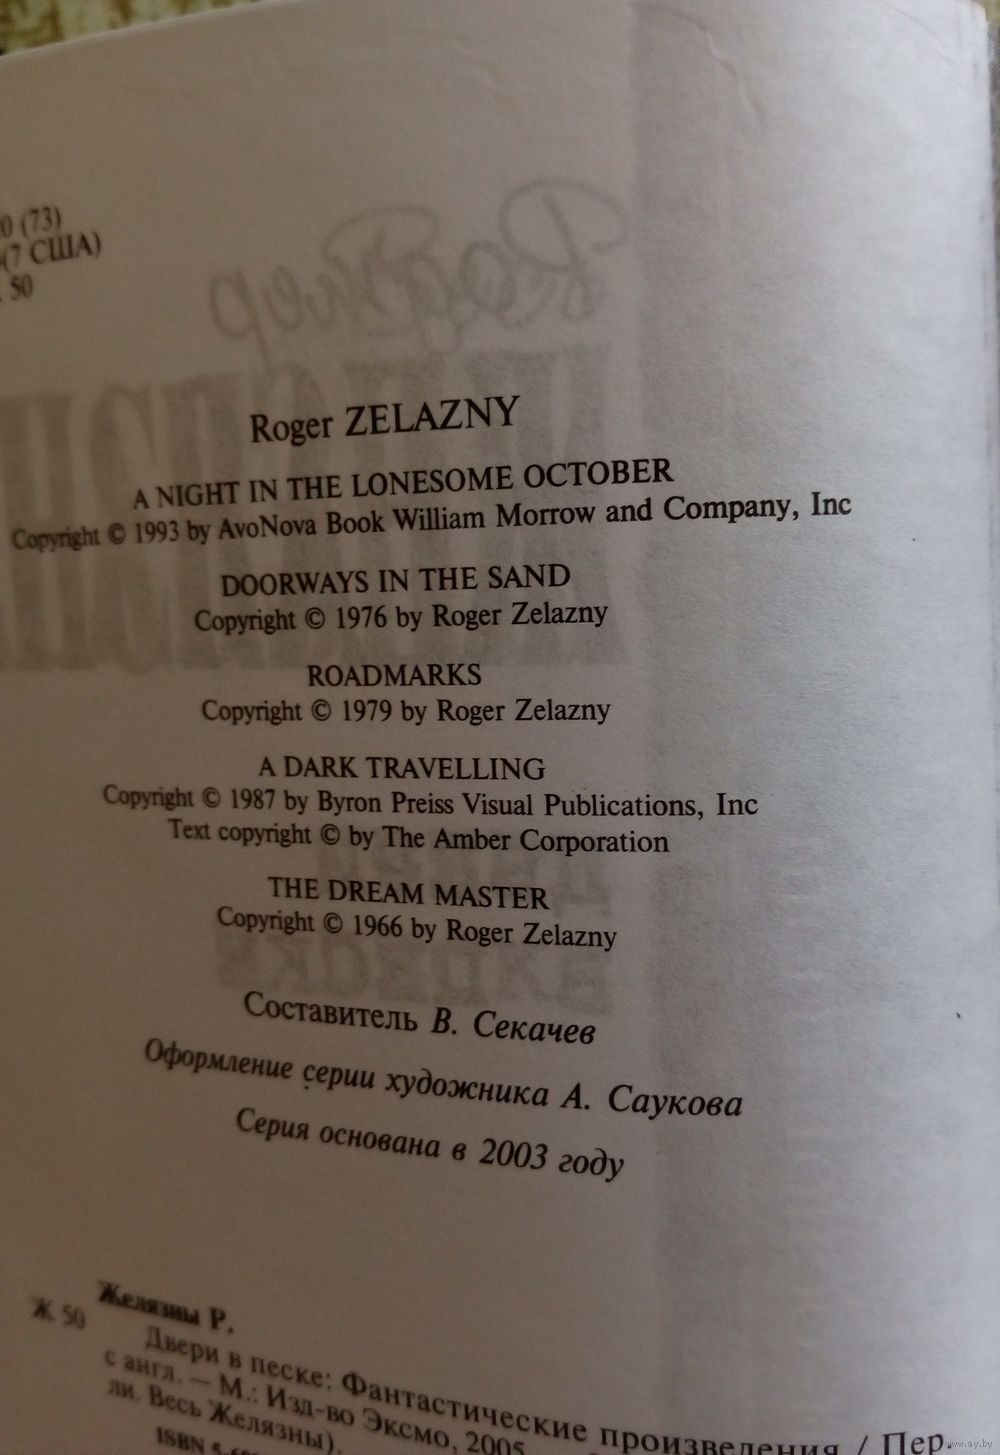 0 (73)
(7 США)
50
Roger ZELAZNY
A NIGHT IN THE LONESOME OCTOBER
Copyright © 1993 by AvoNova Book William Morrow and Company, Inc
DOORWAYS IN THE SAND
Copyright © 1976 by Roger Zelazny
ROADMARKS
Copyright © 1979 by Roger Zelazny
A DARK TRAVELLING
Copyright © 1987 by Byron Preiss Visual Publications, Inc
Text copyright © by The Amber Corporation
THE DREAM MASTER
Copyright © 1966 by Roger Zelazny
Составитель В. Секачев
Оформление серии художника А. Саукова
Серия основана в 2003 году
Желязны Р.
Ж 50
Двери в песке: Фантастические произведения / Пер.
с англ. — М.: Изд-во Эксмо, 2005.
ли. Весь Желязны).
ISBN 5-
www.ay.by